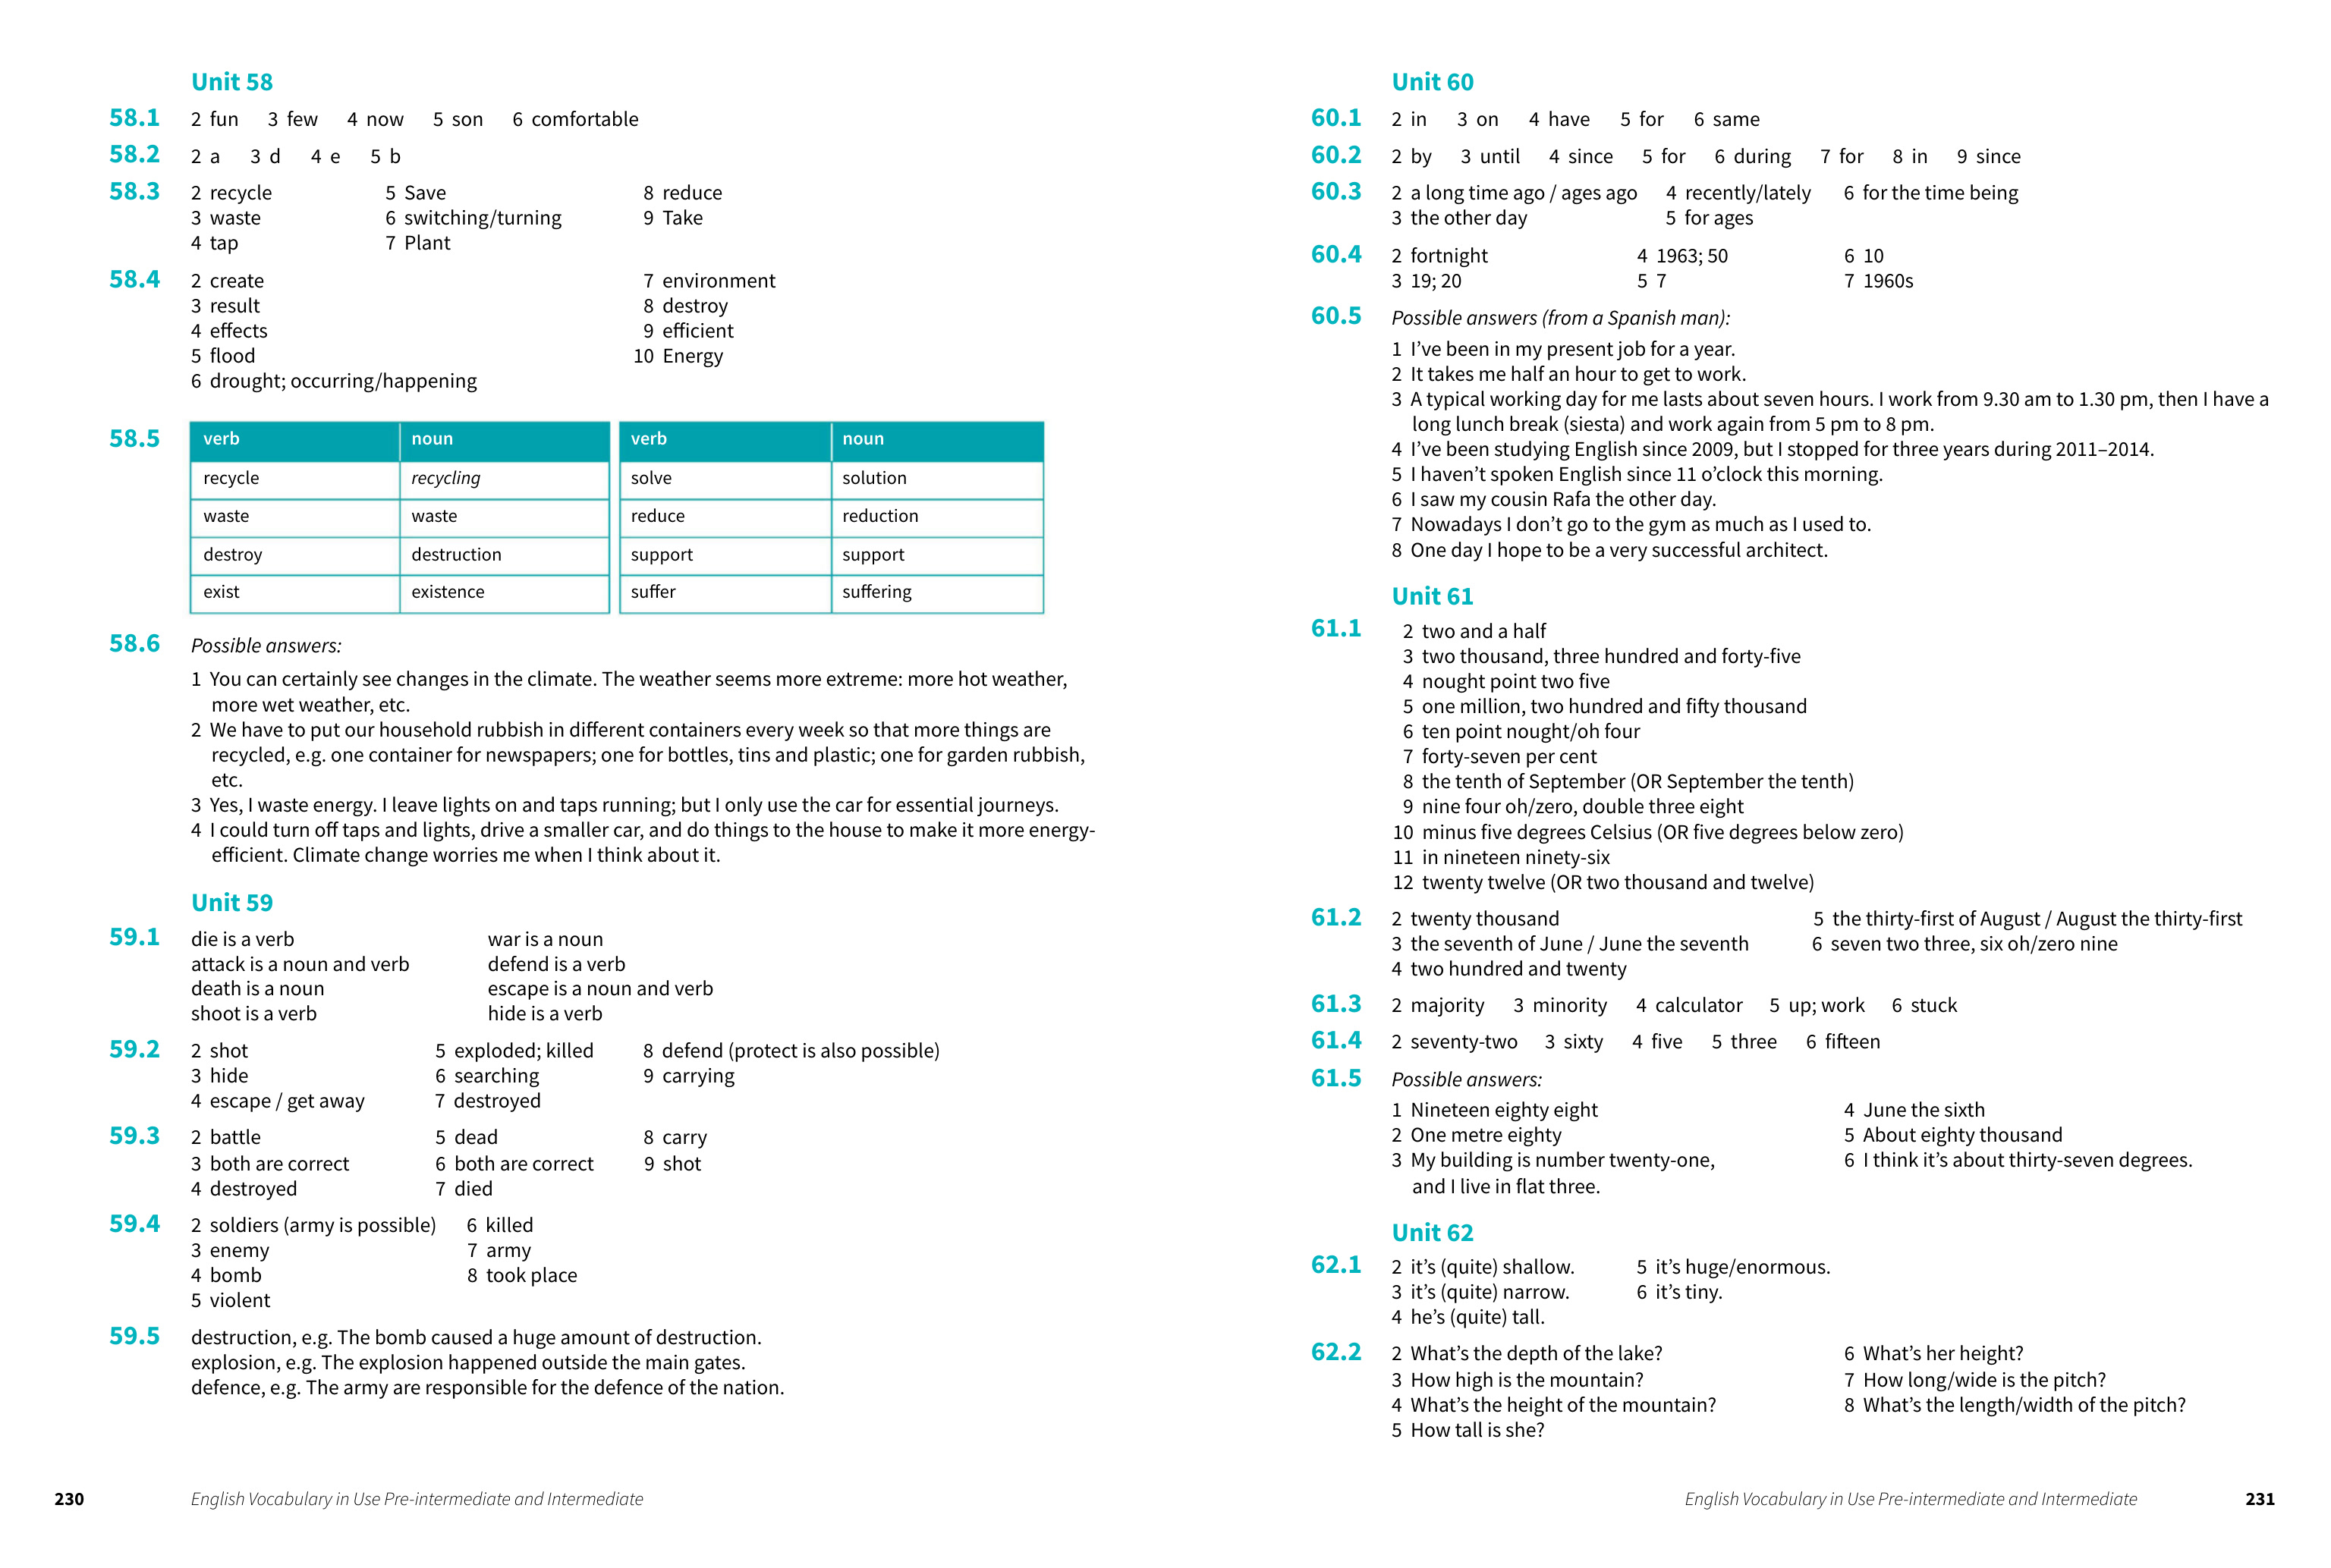 Unit 58
58.1 2 fun 3 few 4 now 5 son 6 comfortable
58.2 2 a 3 d 4 e 5 b
58.3 2 recycle 5 Save 8 reduce
3 waste 6 switching/turning 9 Take
4 tap 7 Plant
58.4 2 create 7 environment
3 result 8 destroy
4 effects 9 efficient
5 flood 10 Energy
6 drought; occurring/happening
58.5 verb noun verb noun
recycle recycling solve solution
waste waste reduce reduction
destroy destruction support support
exist existence suffer suffering
58.6 Possible answers:
1 You can certainly see changes in the climate. The weather seems more extreme: more hot weather,
more wet weather, etc.
2 We have to put our household rubbish in different containers every week so that more things are
recycled, e.g. one container for newspapers; one for bottles, tins and plastic; one for garden rubbish,
etc.
3 Yes, I waste energy. I leave lights on and taps running; but I only use the car for essential journeys.
4 I could turn off taps and lights, drive a smaller car, and do things to the house to make it more energy-
efficient. Climate change worries me when I think about it.
Unit 59
59.1 die is a verb war is a noun
attack is a noun and verb defend is a verb
death is a noun escape is a noun and verb
shoot is a verb hide is a verb
59.2 2 shot 5 exploded; killed 8 defend (protect is also possible)
3 hide 6 searching 9 carrying
4 escape / get away 7 destroyed
59.3 2 battle 5 dead 8 carry
3 both are correct 6 both are correct 9 shot
4 destroyed 7 died
59.4 2 soldiers (army is possible) 6 killed
3 enemy 7 army
4 bomb 8 took place
5 violent
59.5 destruction, e.g. The bomb caused a huge amount of destruction.
explosion, e.g. The explosion happened outside the main gates.
defence, e.g. The army are responsible for the defence of the nation.
230 English Vocabulary in Use Pre-intermediate and Intermediate
Unit 60
60.1 2 in 3 on 4 have 5 for 6 same
60.2 2 by 3 until 4 since 5 for 6 during 7 for 8 in 9 since
60.3 2 a long time ago / ages ago 4 recently/lately 6 for the time being
3 the other day 5 for ages
60.4 2 fortnight 4 1963; 50 6 10
3 19; 20 5 7 7 1960s
60.5 Possible answers (from a Spanish man):
1 I’ve been in my present job for a year.
2 It takes me half an hour to get to work.
3 A typical working day for me lasts about seven hours. I work from 9.30 am to 1.30 pm, then I have a
long lunch break (siesta) and work again from 5 pm to 8 pm.
4 I’ve been studying English since 2009, but I stopped for three years during 2011–2014.
5 I haven’t spoken English since 11 o’clock this morning.
6 I saw my cousin Rafa the other day.
7 Nowadays I don’t go to the gym as much as I used to.
8 One day I hope to be a very successful architect.
Unit 61
61.1 2 two and a half
3 two thousand, three hundred and forty-five
4 nought point two five
5 one million, two hundred and fifty thousand
6 ten point nought/oh four
7 forty-seven per cent
8 the tenth of September (OR September the tenth)
9 nine four oh/zero, double three eight
10 minus five degrees Celsius (OR five degrees below zero)
11 in nineteen ninety-six
12 twenty twelve (OR two thousand and twelve)
61.2 2 twenty thousand 5 the thirty-first of August / August the thirty-first
3 the seventh of June / June the seventh 6 seven two three, six oh/zero nine
4 two hundred and twenty
61.3 2 majority 3 minority 4 calculator 5 up; work 6 stuck
61.4 2 seventy-two 3 sixty 4 five 5 three 6 fifteen
61.5 Possible answers:
1 Nineteen eighty eight 4 June the sixth
2 One metre eighty 5 About eighty thousand
3 My building is number twenty-one, 6 I think it’s about thirty-seven degrees.
and I live in flat three.
Unit 62
62.1 2 it’s (quite) shallow. 5 it’s huge/enormous.
3 it’s (quite) narrow. 6 it’s tiny.
4 he’s (quite) tall.
62.2 2 What’s the depth of the lake? 6 What’s her height?
3 How high is the mountain? 7 How long/wide is the pitch?
4 What’s the height of the mountain? 8 What’s the length/width of the pitch?
5 How tall is she?
English Vocabulary in Use Pre-intermediate and Intermediate 231